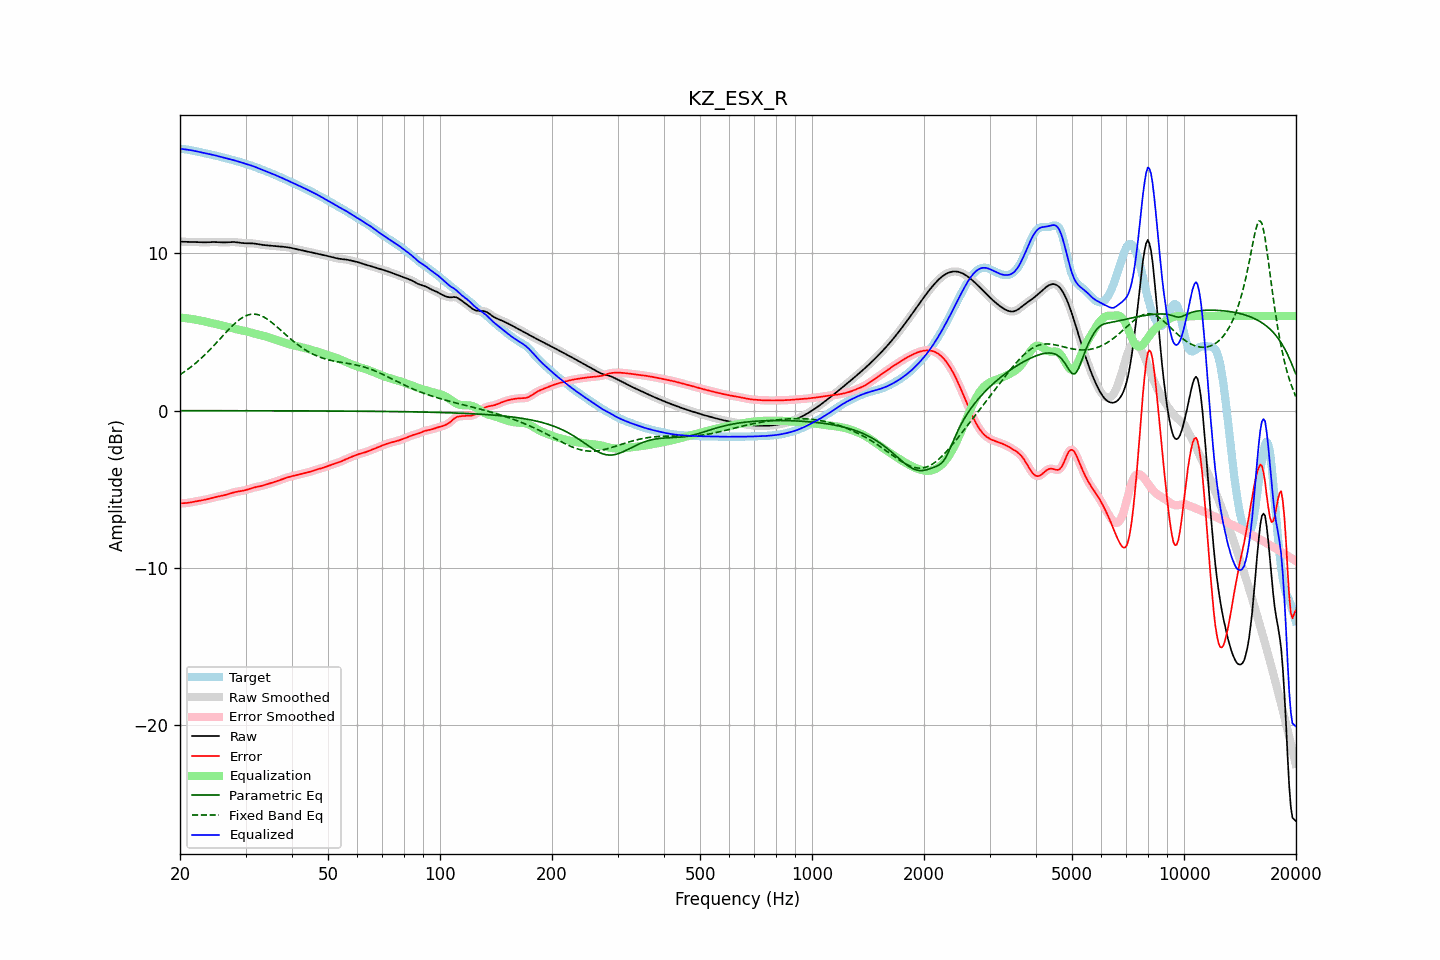 KZ_ESX_R
Amplitude (dBr)
10
0
−10
−20
Target
Raw Smoothed
Error Smoothed
Raw
Error
Equalization
Parametric Eq
Fixed Band Eq
Equalized
20 50 100 200 500 1000 2000 5000 10000 20000
Frequency (Hz)